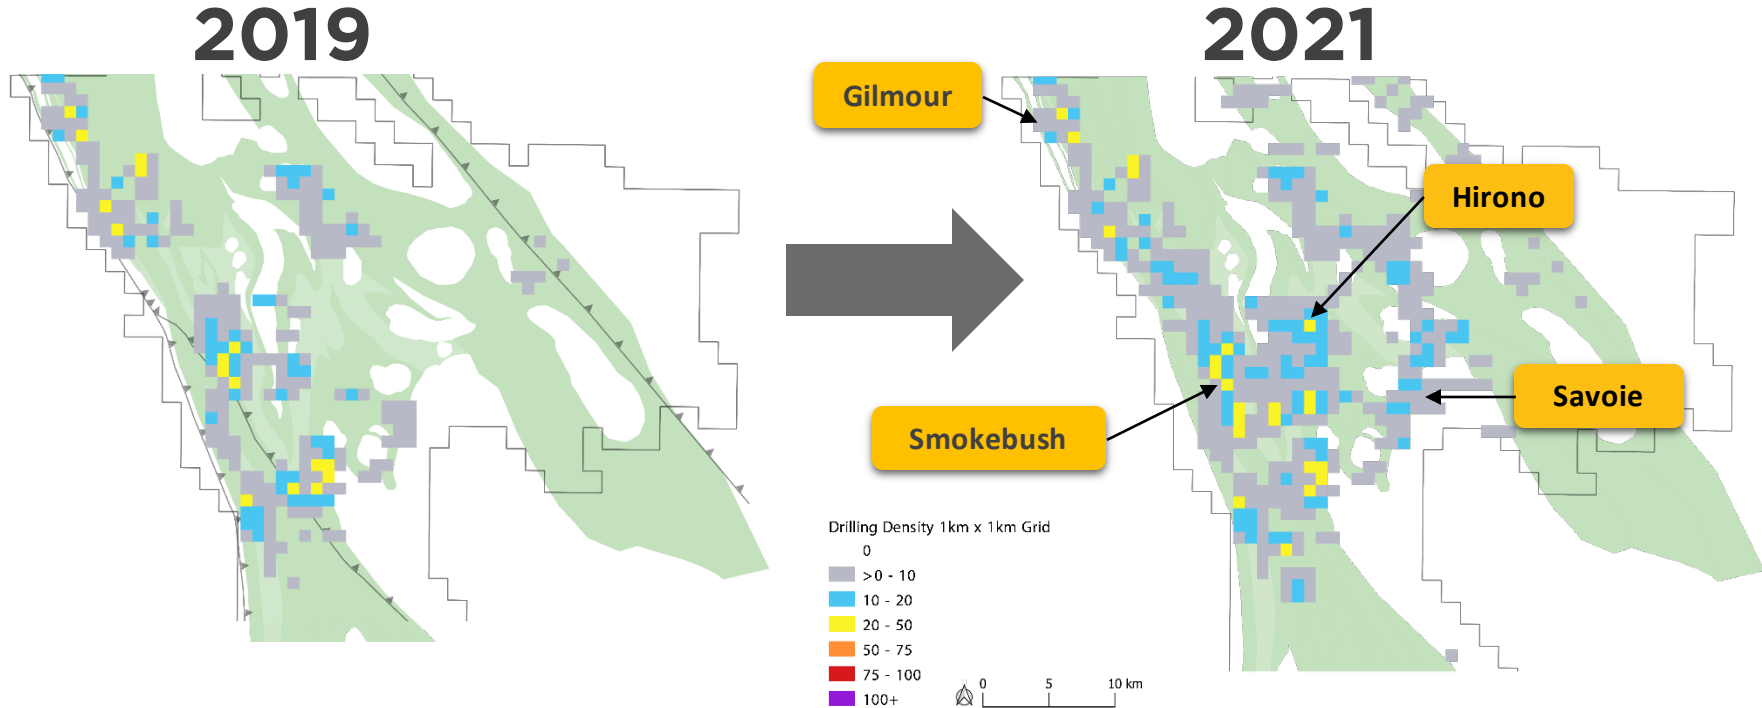 2019
2021
Gilmour
Hirono
Savoie
Smokebush
Drilling Density 1km x 1km Grid
0
>0 - 10
10 - 20
20 - 50
50 - 75
75 - 100
100+
0 5 10 km